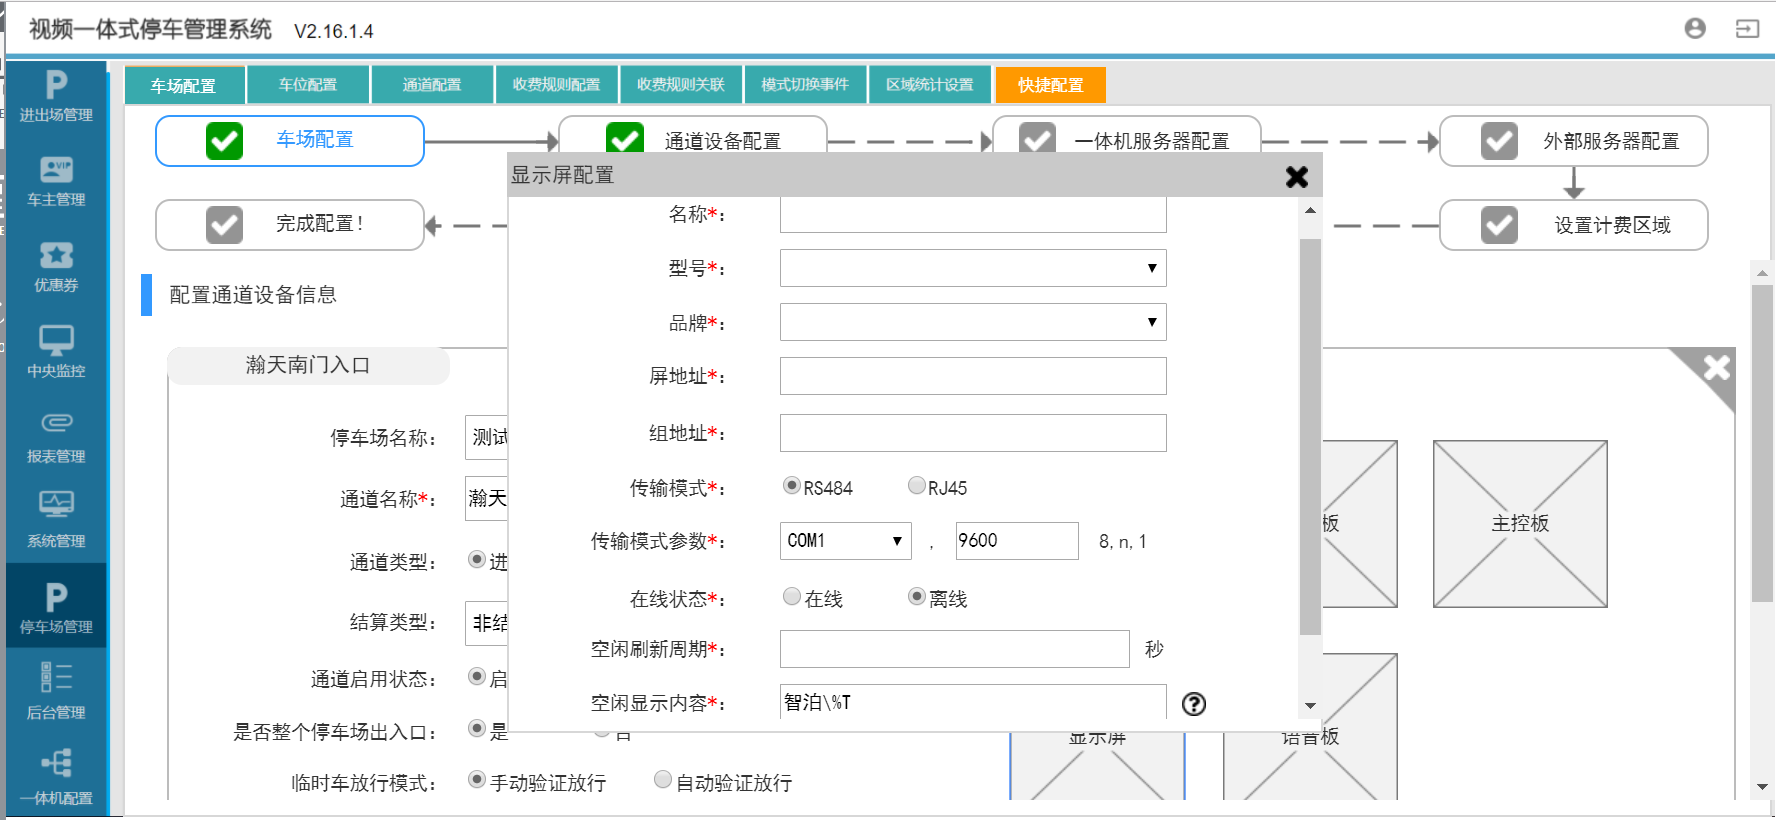 视频一体式停车管理系统 V2.16.1.4
进出场管理
车主管理
优惠券
中央监控
报表管理
系统管理
停车场管理
后台管理
一体机配置
车场配置 车位配置 通道配置 收费规则配置 收费规则关联 模式切换事件 区域统计设置 快捷配置
车场配置 通道设备配置 一体机服务器配置 外部服务器配置
完成配置! 设置计费区域
配置通道设备信息
瀚天南门入口
停车场名称: 测试
通道名称*: 瀚天
通道类型: 进
结算类型: 非结
通道启用状态: 启
是否整个停车场出入口: 是
临时车放行模式: 手动验证放行 自动验证放行
显示屏配置
名称*:
型号*:
品牌*:
屏地址*:
组地址*:
传输模式*: RS484 RJ45
传输模式参数*: COM1 , 9600 8,n,1
在线状态*: 在线 离线
空闲刷新周期*: 秒
空闲显示内容*: 智泊\%T
板 主控板
显示屏 语音板